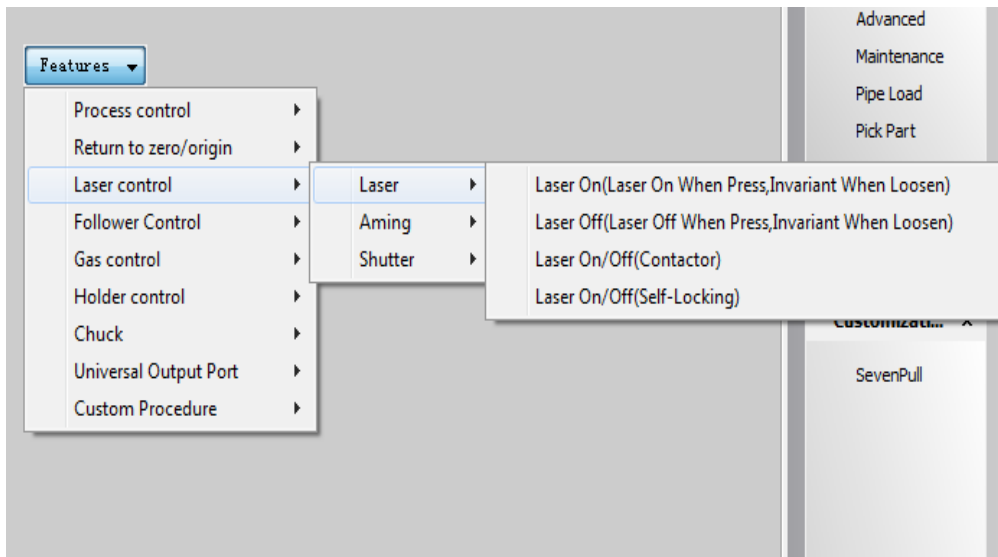 Features
Process control
Return to zero/origin
Laser control
Follower Control
Gas control
Holder control
Chuck
Universal Output Port
Custom Procedure
Laser
Aming
Shutter
Laser On(Laser On When Press,Invariant When Loosen)
Laser Off(Laser Off When Press,Invariant When Loosen)
Laser On/Off(Contactor)
Laser On/Off(Self-Locking)
Advanced
Maintenance
Pipe Load
Pick Part
Customizati...
SevenPull